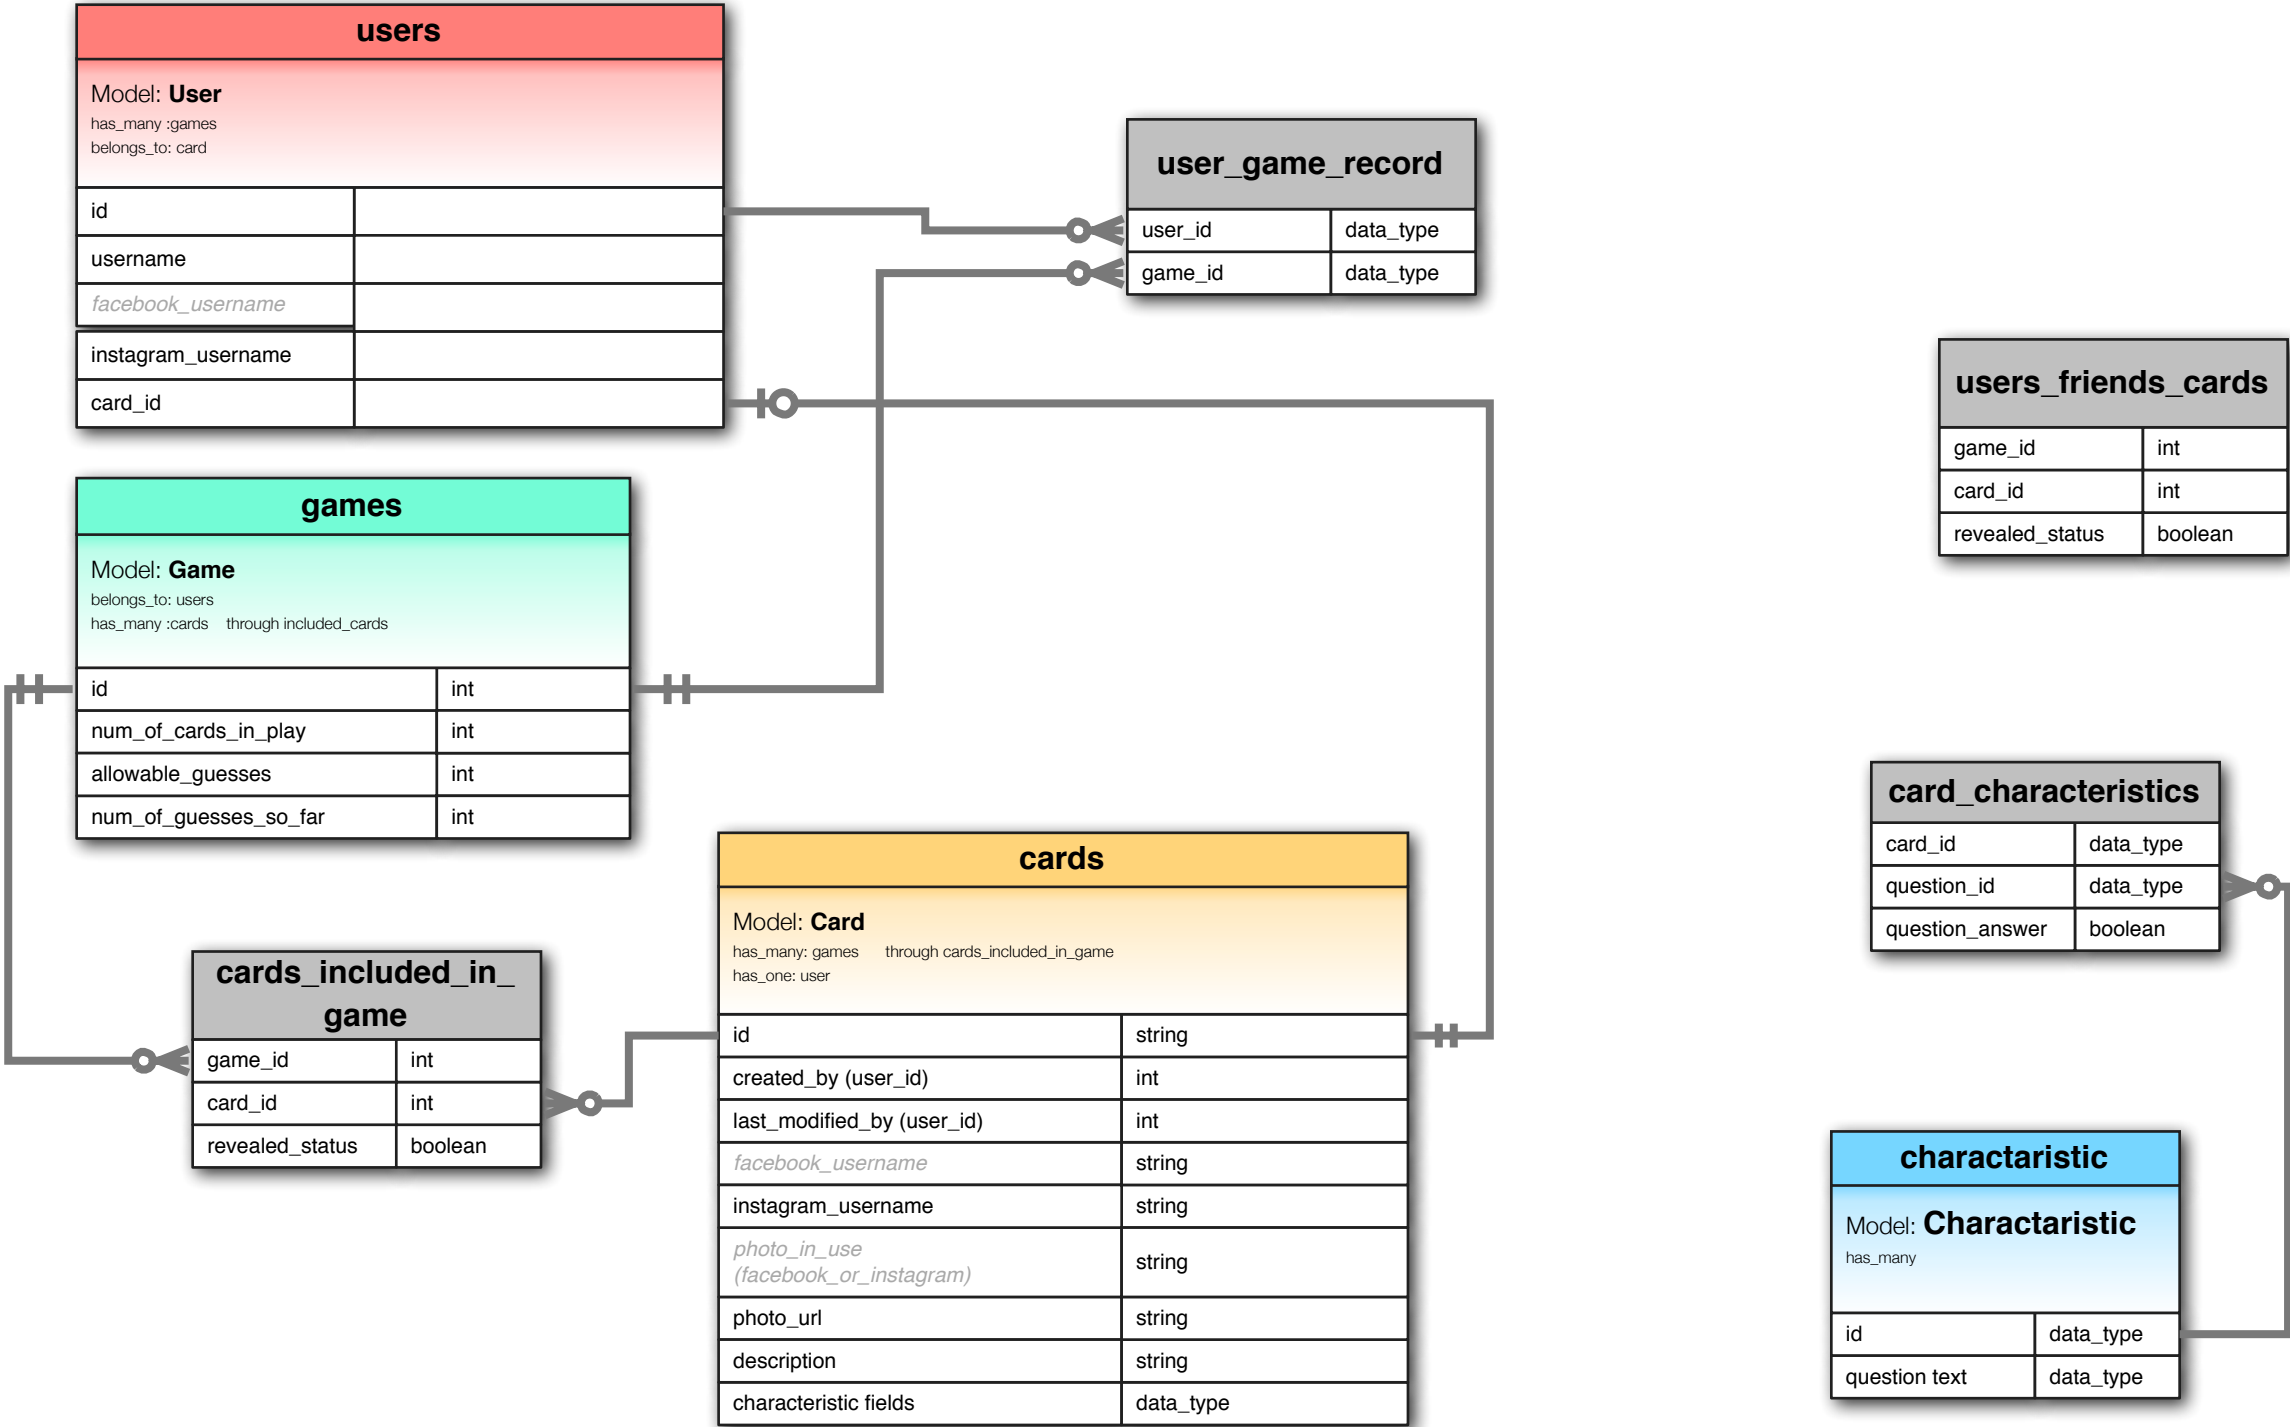 users
Model: User
has_many :games
belongs_to: card
id
username
facebook_username
instagram_username
card_id
user_game_record
user_id data_type
game_id data_type
users_friends_cards
game_id int
card_id int
revealed_status boolean
games
Model: Game
belongs_to: users
has_many :cards through included_cards
id int
num_of_cards_in_play int
allowable_guesses int
num_of_guesses_so_far int
card_characteristics
card_id data_type
question_id data_type
question_answer boolean
cards
Model: Card
has_many: games through cards_included_in_game
has_one: user
id string
created_by (user_id) int
last_modified_by (user_id) int
facebook_username string
instagram_username string
photo_in_use
(facebook_or_instagram) string
photo_url string
description string
characteristic fields data_type
cards_included_in_
game
game_id int
card_id int
revealed_status boolean
charactaristic
Model: Charactaristic
has_many
id data_type
question text data_type